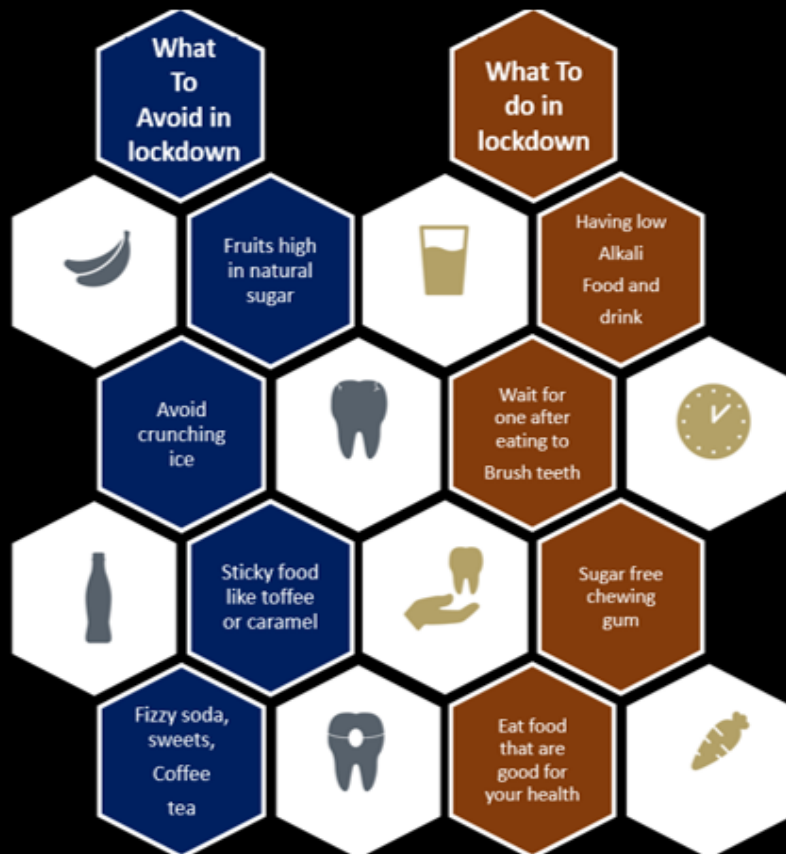 What
To
Avoid in
lockdown
Fruits high
in natural
sugar
Avoid
crunching
ice
Sticky food
like toffee
or caramel
Fizzy soda,
sweets,
Coffee
tea
What To
do in
lockdown
Having low
Alkali
Food and
drink
Wait for
one after
eating to
Brush teeth
Sugar free
chewing
gum
Eat food
that are
good for
your health